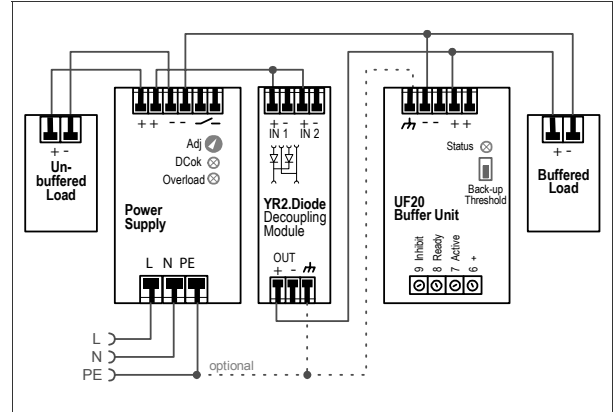 + -
Un-
buffered
Load
+ + - -
Adj
DCok
Overload
Power
Supply
L N PE
+ - + -
IN 1 IN 2
YR2.Diode
Decoupling
Module
OUT
+ -
- - + +
Status
Back-up
Threshold
UF20
Buffer Unit
9 Inhibit
8 Ready
7 Active
6 +
+ -
Buffered
Load
L
N
PE
optional